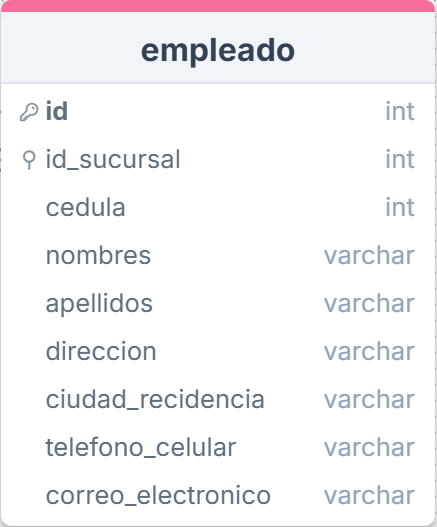 empleado
id int
id_sucursal int
cedula int
nombres varchar
apellidos varchar
direccion varchar
ciudad_recidencia varchar
telefono_celular varchar
correo_electronico varchar